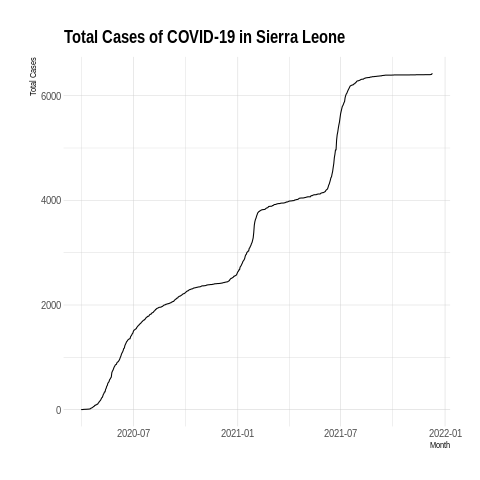 Total Cases of COVID-19 in Sierra Leone
Total Cases
6000
4000
2000
0
2020-07 2021-01 2021-07 2022-01
Month